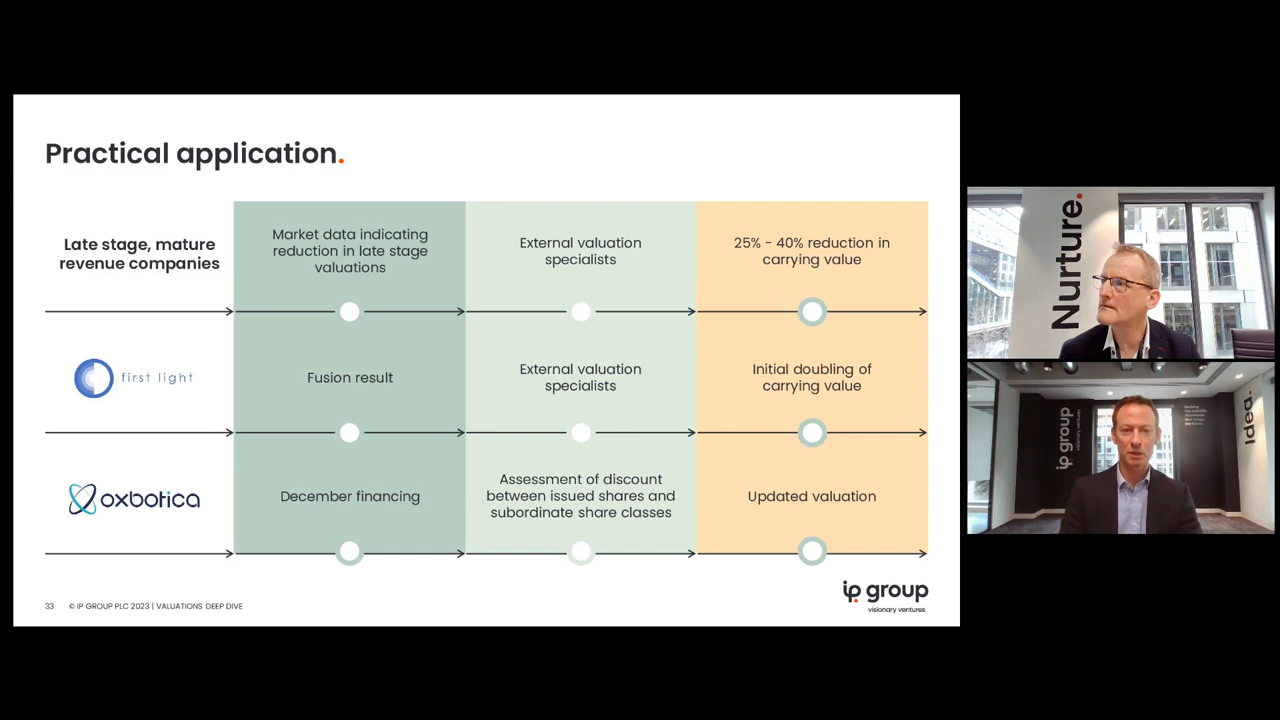 Practical application.
Late stage, mature
revenue companies
Market data indicating
reduction in late stage
valuations
External valuation
specialists
25% - 40% reduction in
carrying value
first light
Fusion result
External valuation
specialists
Initial doubling of
carrying value
oxbotica
December financing
Assessment of discount
between issued shares and
subordinate share classes
Updated valuation
33 © IP GROUP PLC 2023 | VALUATIONS DEEP DIVE
ip group
visionary ventures
Nurture.
ip group
visionary ventures
Idea.